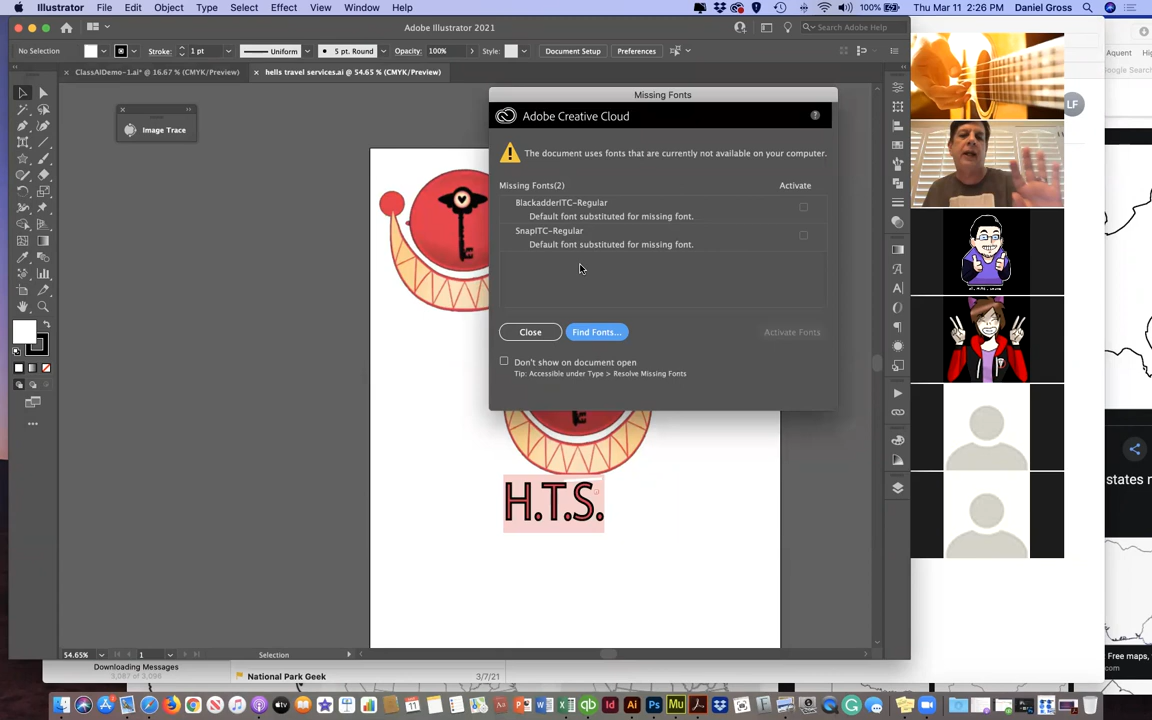 Illustrator File Edit Object Type Select Effect View Window Help 100% Thu Mar 11 2:26 PM Daniel Gross
Adobe Illustrator 2021
Search Adobe Help
No Selection Stroke: 1 pt Uniform 5 pt. Round Opacity: 100% Style: Document Setup Preferences
× ClassAIDemo-1.ai* @ 16.67 % (CMYK/Preview) × hells travel services.ai @ 54.65 % (CMYK/Preview)
Aquent
Google Search
Image Trace
Missing Fonts
Adobe Creative Cloud
The document uses fonts that are currently not available on your computer.
Missing Fonts(2) Activate
BlackadderITC-Regular
Default font substituted for missing font.
SnapITC-Regular
Default font substituted for missing font.
Close Find Fonts... Activate Fonts
Don't show on document open
Tip: Accessible under Type > Resolve Missing Fonts
LF
H.T.S.
states m
54.65% 1 Selection
Free maps,
com
Downloading Messages
3,087 of 3,096
National Park Geek 3/7/21